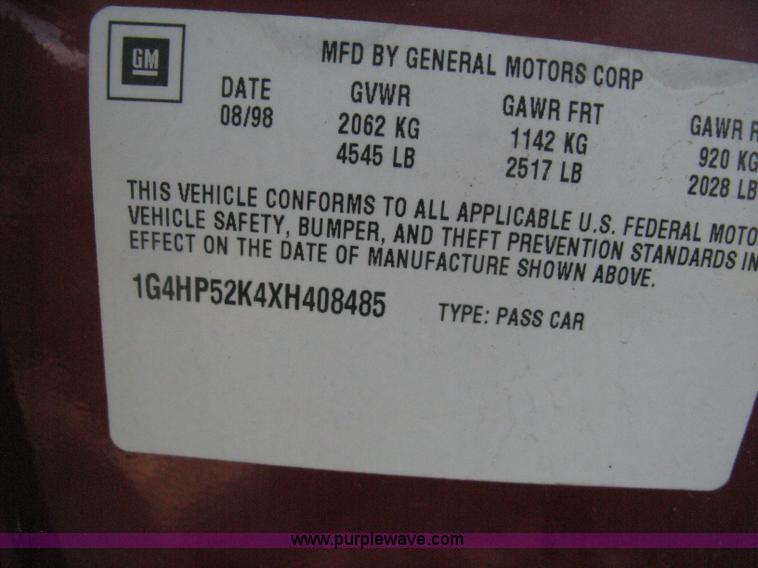 GM
MFD BY GENERAL MOTORS CORP
DATE GVWR GAWR FRT GAWR R
08/98 2062 KG 1142 KG 920 KG
4545 LB 2517 LB 2028 LB
THIS VEHICLE CONFORMS TO ALL APPLICABLE U.S. FEDERAL MOTO
VEHICLE SAFETY, BUMPER, AND THEFT PREVENTION STANDARDS IN
EFFECT ON THE DATE OF MANUFACTURE SHOWN ABOVE.
1G4HP52K4XH408485 TYPE: PASS CAR
www.purplewave.com